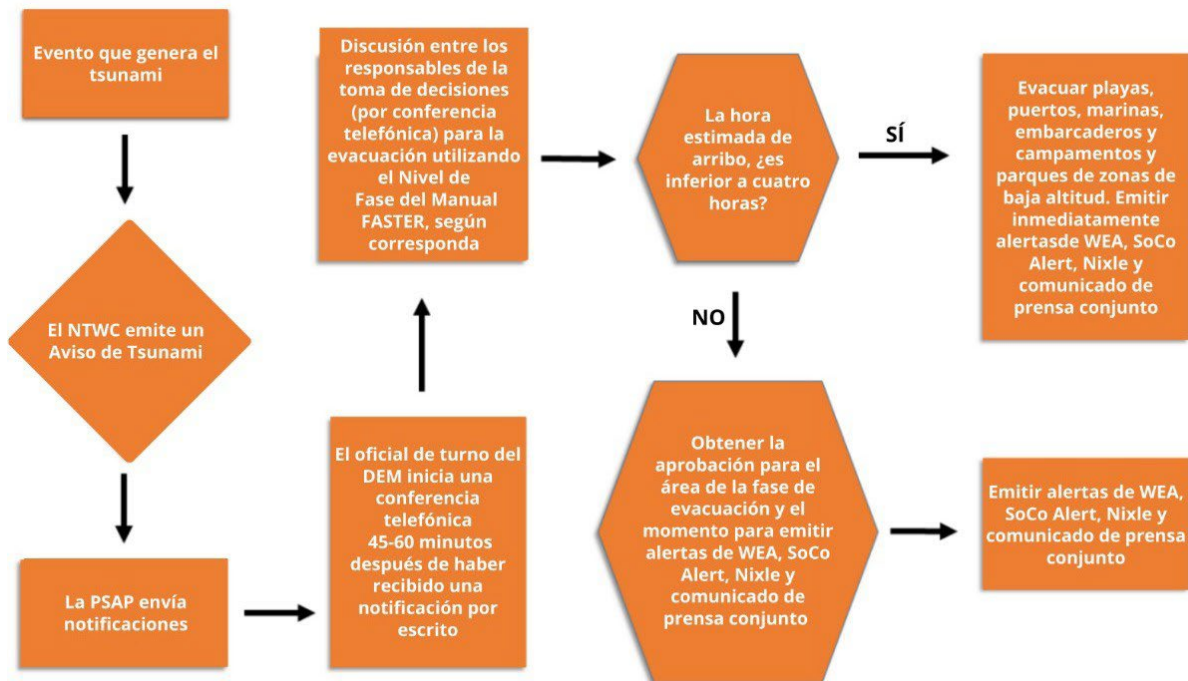 Evento que genera el
tsunami
El NTWC emite un
Aviso de Tsunami
La PSAP envía
notificaciones
El oficial de turno del
DEM inicia una
conferencia
telefónica
45-60 minutos
después de haber
recibido una
notificación por
escrito
Discusión entre los
responsables de la
toma de decisiones
(por conferencia
telefónica) para la
evacuación utilizando
el Nivel de
Fase del Manual
FASTER, según
corresponda
La hora
estimada de
arribo, ¿es
inferior a cuatro
horas?
SÍ
Evacuar playas,
puertos, marinas,
embarcaderos y
campamentos y
parques de zonas de
baja altitud. Emitir
inmediatamente
alertasde WEA, SoCo
Alert, Nixle y
comunicado de
prensa conjunto
NO
Obtener la
aprobación para el
área de la fase de
evacuación y el
momento para emitir
alertas de WEA, SoCo
Alert, Nixle y
comunicado de
prensa conjunto
Emitir alertas de WEA,
SoCo Alert, Nixle y
comunicado de prensa
conjunto